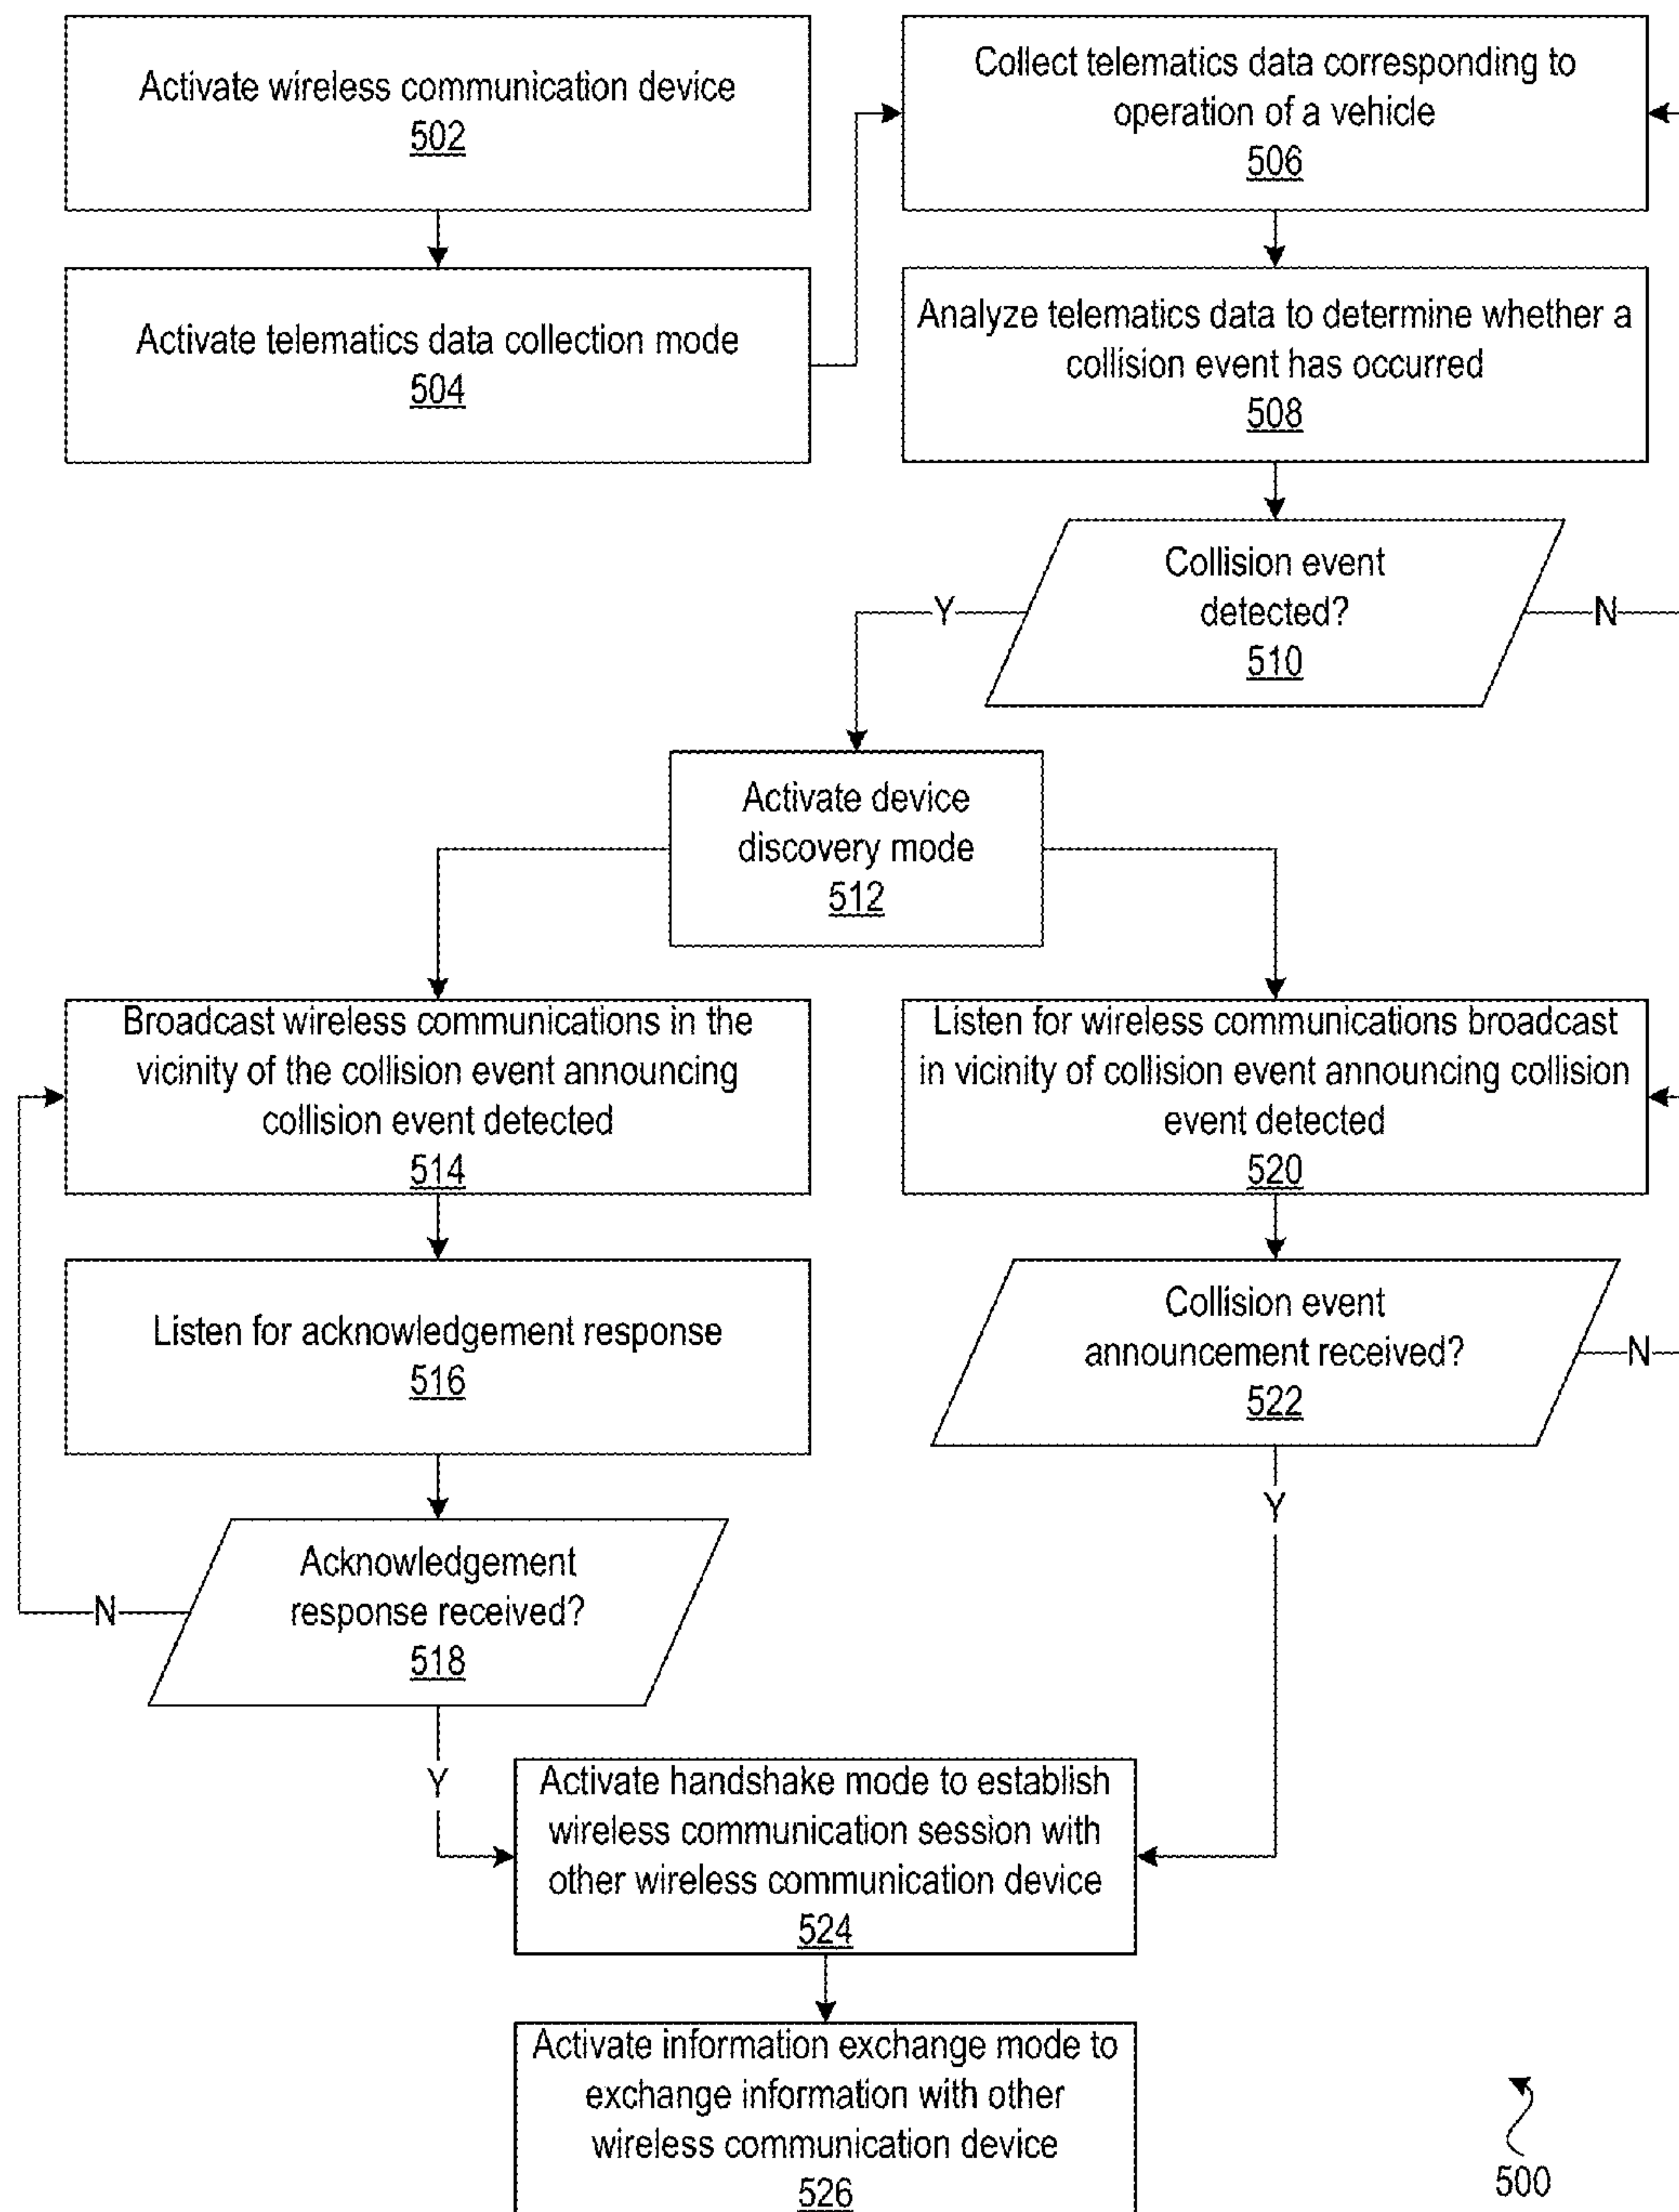 Activate wireless communication device
502
Activate telematics data collection mode
504
Collect telematics data corresponding to
operation of a vehicle
506
Analyze telematics data to determine whether a
collision event has occurred
508
Collision event
detected?
510
Y
N
Activate device
discovery mode
512
Broadcast wireless communications in the
vicinity of the collision event announcing
collision event detected
514
Listen for acknowledgement response
516
Acknowledgement
response received?
518
N
Y
Listen for wireless communications broadcast
in vicinity of collision event announcing collision
event detected
520
Collision event
announcement received?
522
N
Y
Activate handshake mode to establish
wireless communication session with
other wireless communication device
524
Activate information exchange mode to
exchange information with other
wireless communication device
526
500